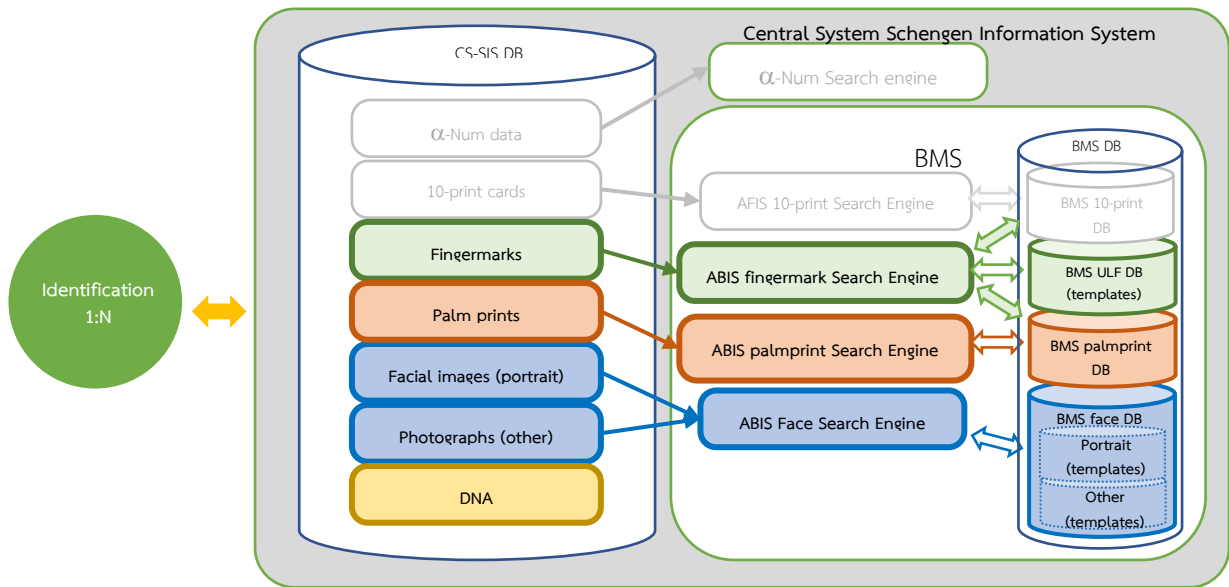 Central System Schengen Information System
CS-SIS DB
α-Num Search engine
α-Num data
10-print cards
Fingermarks
Palm prints
Facial images (portrait)
Photographs (other)
DNA
Identification
1:N
BMS
AFIS 10-print Search Engine
ABIS fingermark Search Engine
ABIS palmprint Search Engine
ABIS Face Search Engine
BMS DB
BMS 10-print
DB
BMS ULF DB
(templates)
BMS palmprint
DB
BMS face DB
Portrait
(templates)
Other
(templates)